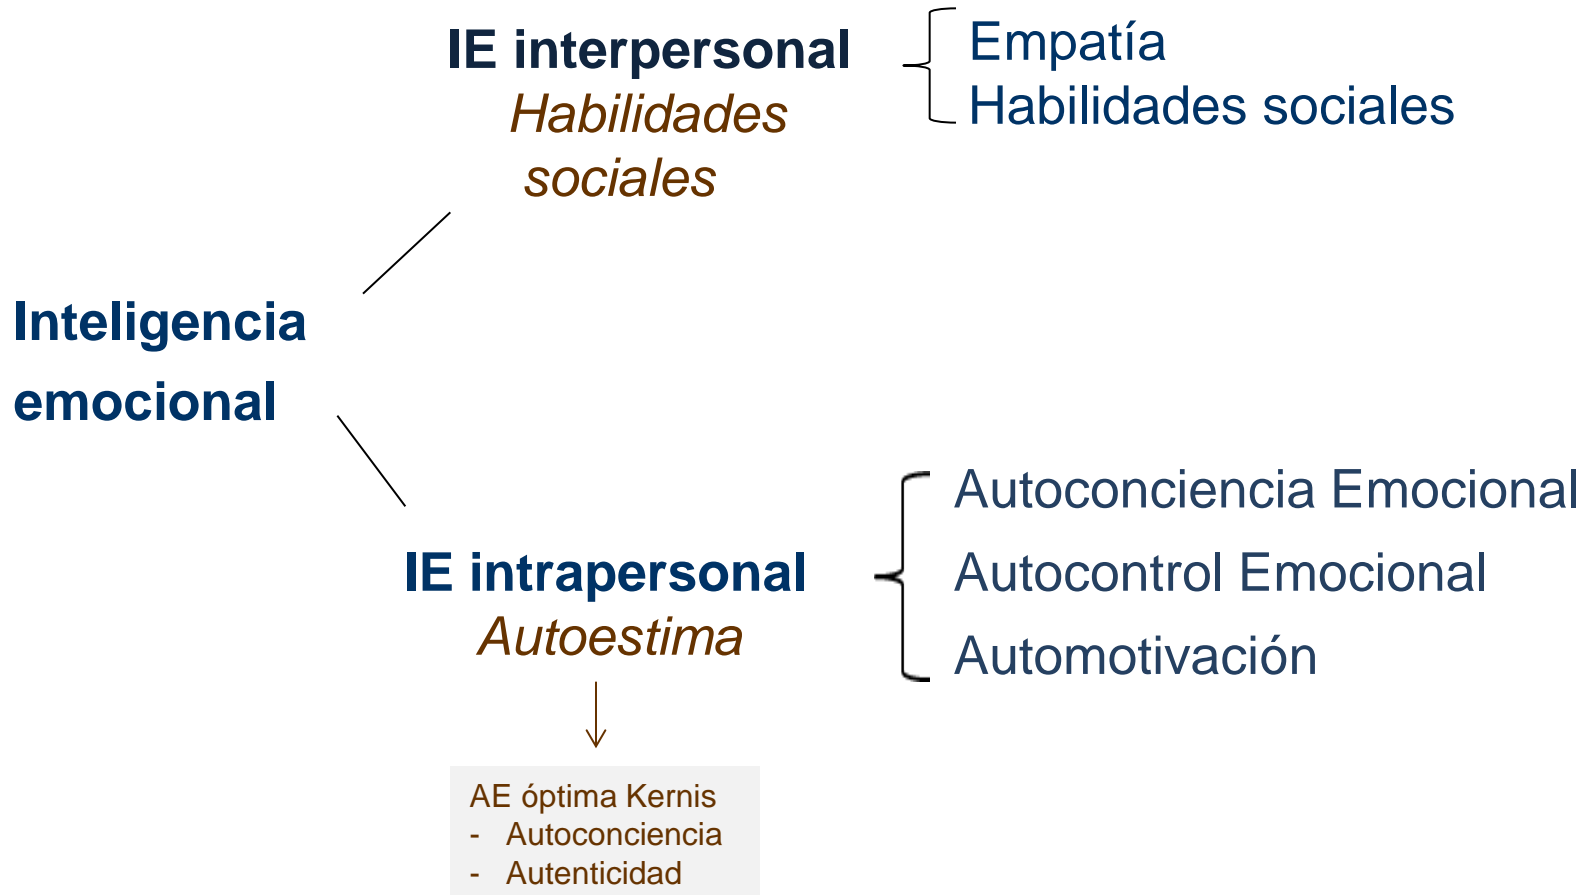 IE interpersonal
Habilidades
sociales
Empatía
Habilidades sociales
Inteligencia
emocional
IE intrapersonal
Autoestima
Autoconciencia Emocional
Autocontrol Emocional
Automotivación
AE óptima Kernis
- Autoconciencia
- Autenticidad